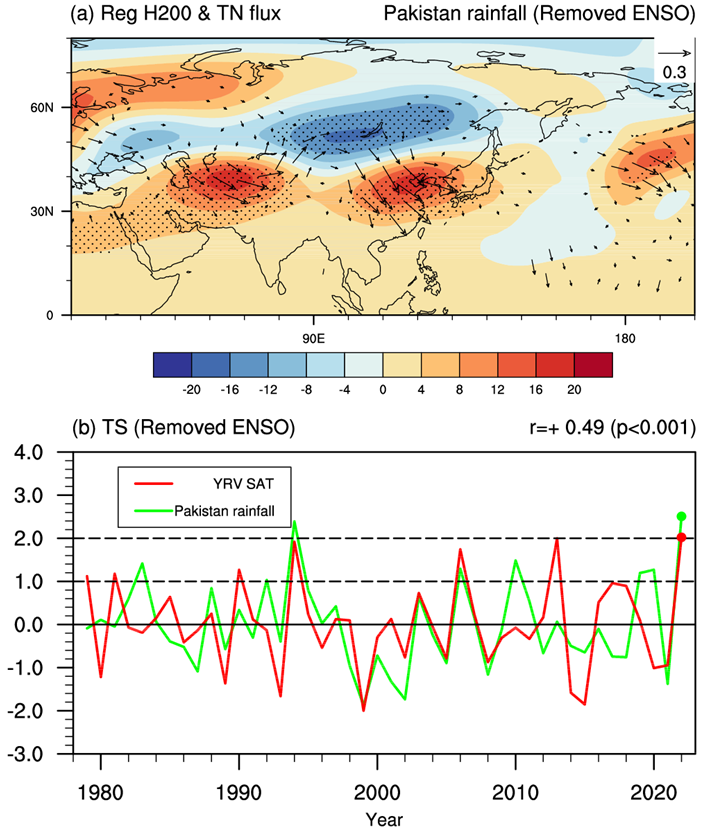 (a) Reg H200 & TN flux Pakistan rainfall (Removed ENSO)
0.3
60N
30N
0
90E 180
-20 -16 -12 -8 -4 0 4 8 12 16 20
(b) TS (Removed ENSO) r=+ 0.49 (p<0.001)
4.0
3.0
2.0
1.0
0.0
-1.0
-2.0
-3.0
YRV SAT
Pakistan rainfall
1980 1990 2000 2010 2020
Year